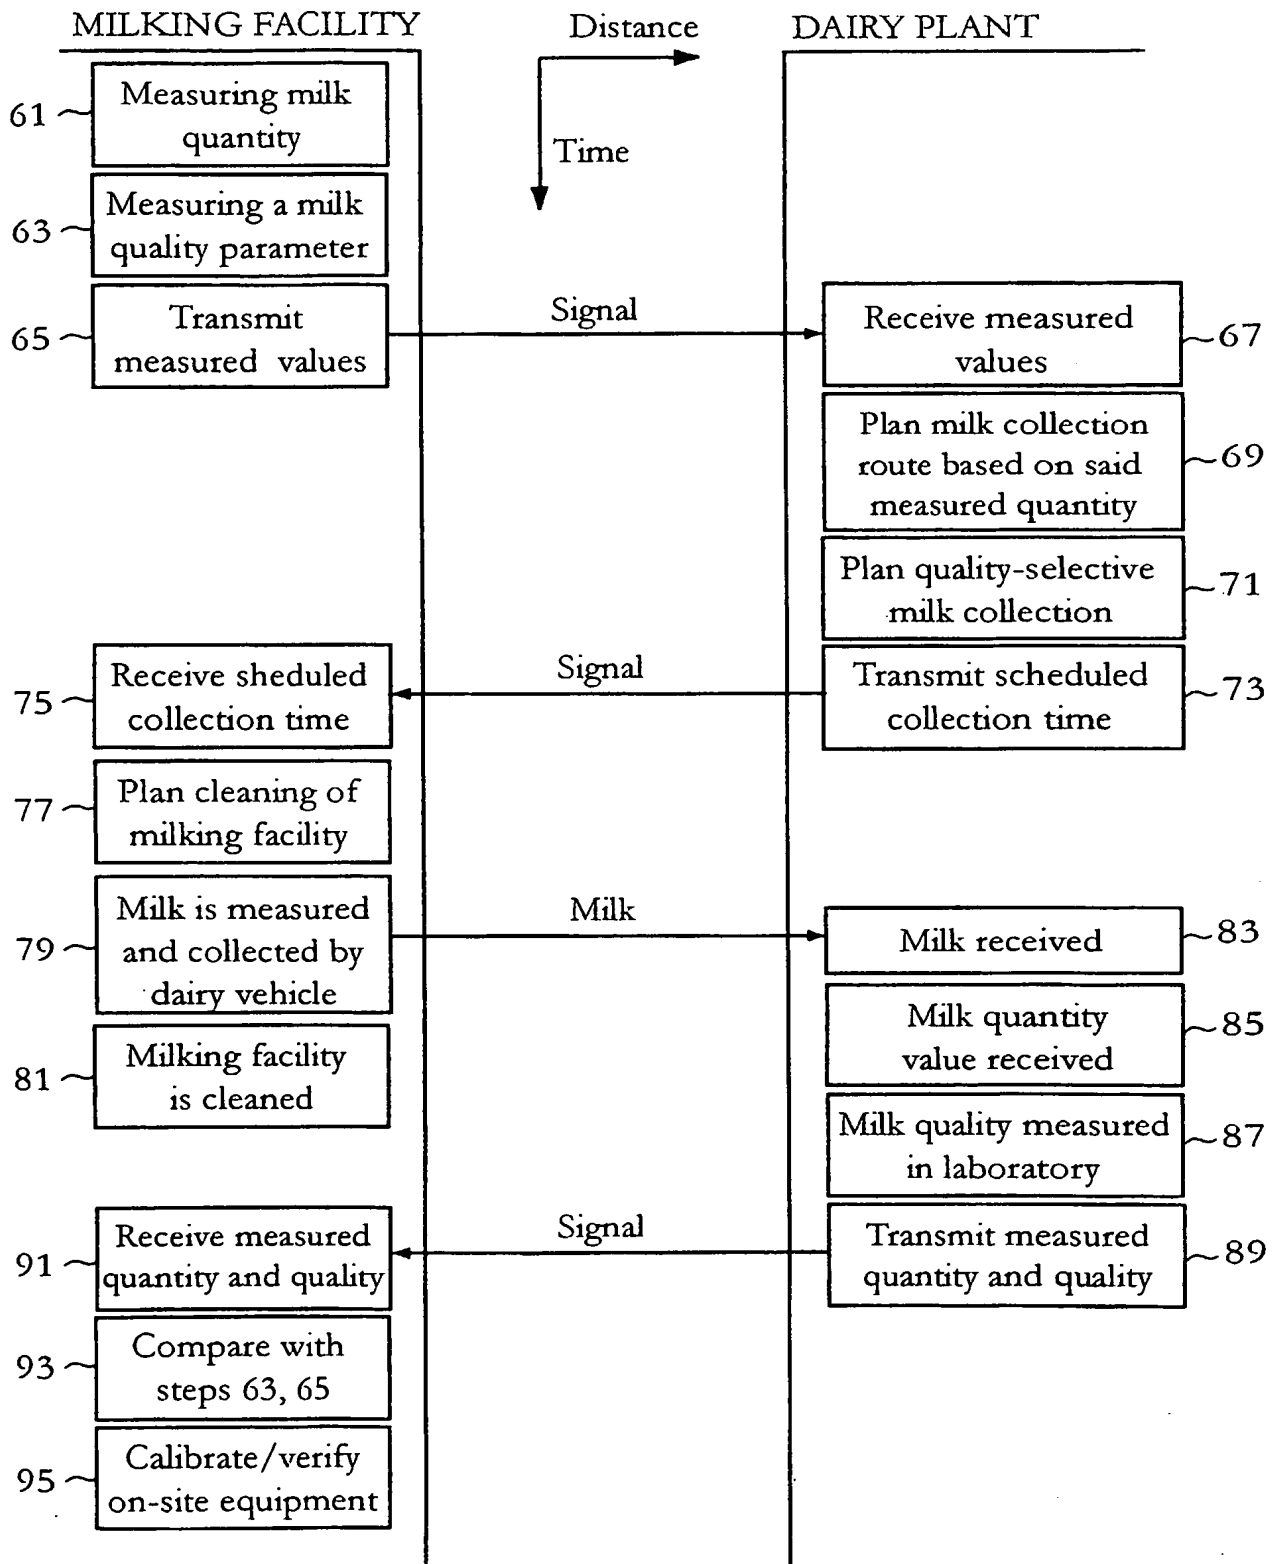 MILKING FACILITY
Distance
DAIRY PLANT
Time
61
Measuring milk
quantity
63
Measuring a milk
quality parameter
65
Transmit
measured values
Signal
Receive measured
values
67
Plan milk collection
route based on said
measured quantity
69
Plan quality-selective
milk collection
71
75
Receive sheduled
collection time
Signal
Transmit scheduled
collection time
73
77
Plan cleaning of
milking facility
79
Milk is measured
and collected by
dairy vehicle
Milk
Milk received
83
81
Milking facility
is cleaned
Milk quantity
value received
85
Milk quality measured
in laboratory
87
91
Receive measured
quantity and quality
Signal
Transmit measured
quantity and quality
89
93
Compare with
steps 63, 65
95
Calibrate/verify
on-site equipment